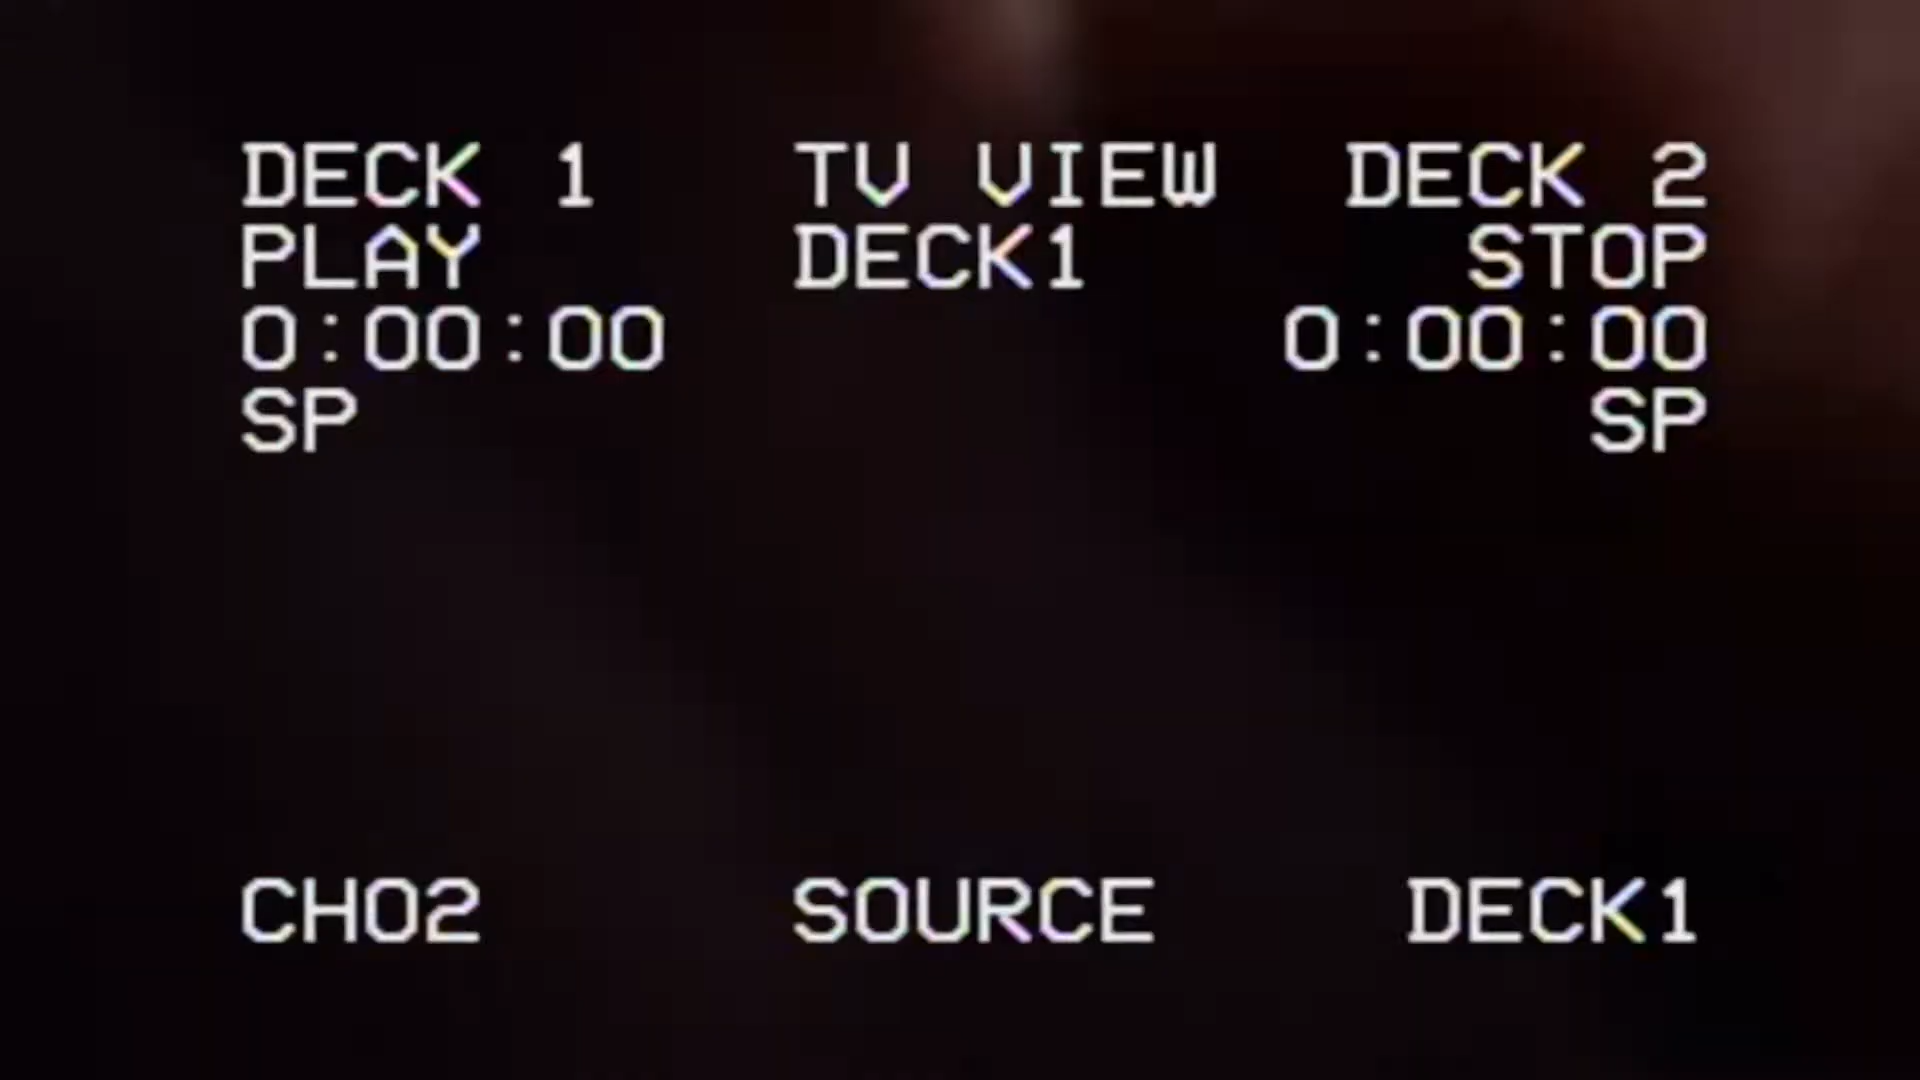 DECK 1 TV VIEW DECK 2
PLAY DECK1 STOP
0:00:00 0:00:00
SP SP
CH02 SOURCE DECK1